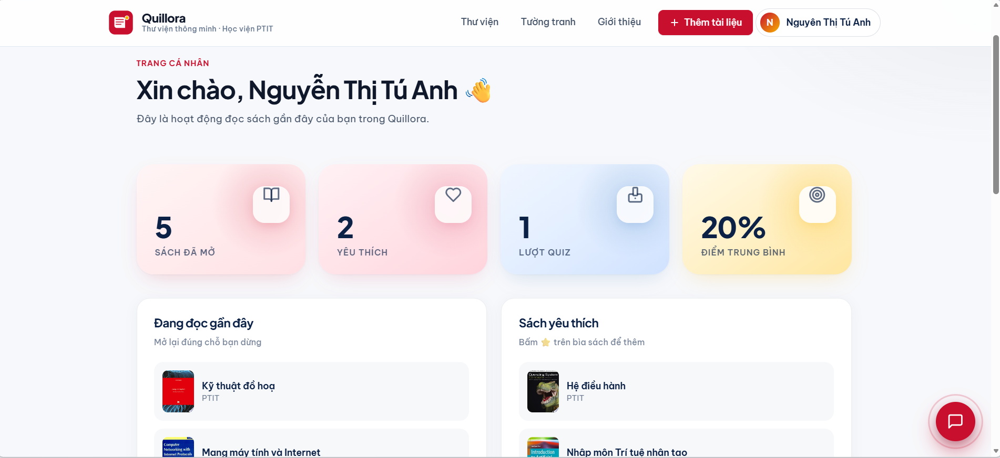 Quillora
Thư viện thông minh · Học viện PTIT
Thư viện
Tường tranh
Giới thiệu
+ Thêm tài liệu
N
Nguyễn Thị Tú Anh
TRANG CÁ NHÂN
Xin chào, Nguyễn Thị Tú Anh 👋
Đây là hoạt động đọc sách gần đây của bạn trong Quillora.
5
SÁCH ĐÃ MỞ
2
YÊU THÍCH
1
LƯỢT QUIZ
20%
ĐIỂM TRUNG BÌNH
Đang đọc gần đây
Mở lại đúng chỗ bạn dừng
Kỹ thuật đồ hoạ
PTIT
Computer
Networking with
Internet Protocols
Mạng máy tính và Internet
Sách yêu thích
Bấm ⭐ trên bìa sách để thêm
Operating System
Concepts
Hệ điều hành
PTIT
Introduction
Nhập môn Trí tuệ nhân tạo